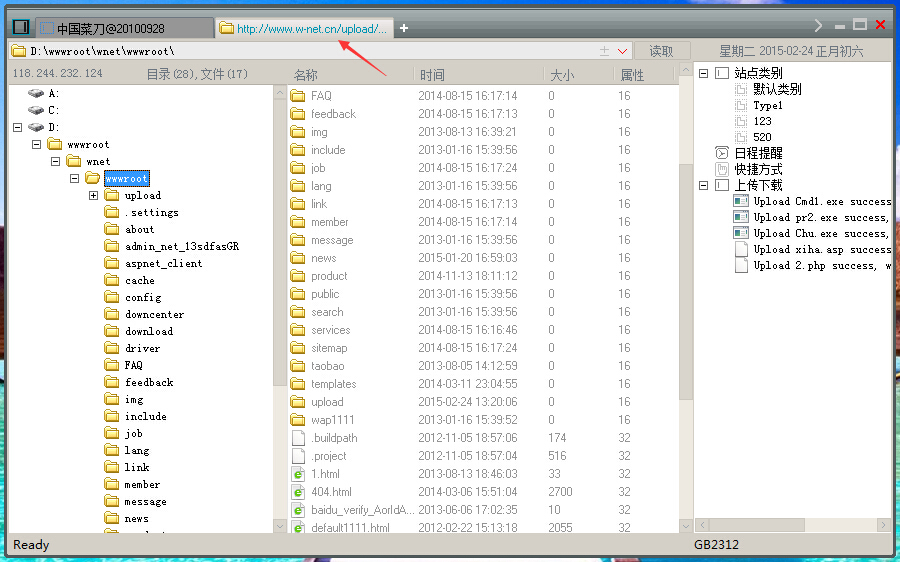 中国菜刀@20100928
http://www.w-net.cn/upload/...
D:\wwwroot\wnet\wwwroot\
读取
星期二 2015-02-24 正月初六
118.244.232.124 目录(28),文件(17)
A:
C:
D:
wwwroot
wnet
wwwroot
upload
.settings
about
admin_net_13sdfasGR
aspnet_client
cache
config
downcenter
download
driver
FAQ
feedback
img
include
job
lang
link
member
message
news
名称 时间 大小 属性
FAQ 2014-08-15 16:17:14 0 16
feedback 2014-08-15 16:17:13 0 16
img 2013-08-13 16:39:21 0 16
include 2013-01-16 15:39:56 0 16
job 2014-08-15 16:17:24 0 16
lang 2013-01-16 15:39:56 0 16
link 2014-08-15 16:17:13 0 16
member 2014-08-15 16:17:14 0 16
message 2013-01-16 15:39:56 0 16
news 2015-01-20 16:59:03 0 16
product 2014-11-13 18:11:12 0 16
public 2013-01-16 15:39:56 0 16
search 2013-01-16 15:39:56 0 16
services 2014-08-15 16:16:46 0 16
sitemap 2014-08-15 16:17:24 0 16
taobao 2013-08-05 14:12:59 0 16
templates 2014-03-11 23:04:55 0 16
upload 2015-02-24 13:20:06 0 16
wap1111 2013-01-16 15:39:52 0 16
.buildpath 2012-11-05 18:57:06 174 32
.project 2012-11-05 18:57:04 516 32
1.html 2013-08-13 18:46:03 33 32
404.html 2014-03-06 15:51:04 2700 32
baidu_verify_AorldA... 2013-06-06 17:02:35 10 32
default1111.html 2012-02-22 15:13:18 2055 32
站点类别
默认类别
Type1
123
520
日程提醒
快捷方式
上传下载
Upload Cmd1.exe success
Upload pr2.exe success,
Upload Chu.exe success,
Upload xiha.asp success
Upload 2.php success, w
Ready
GB2312